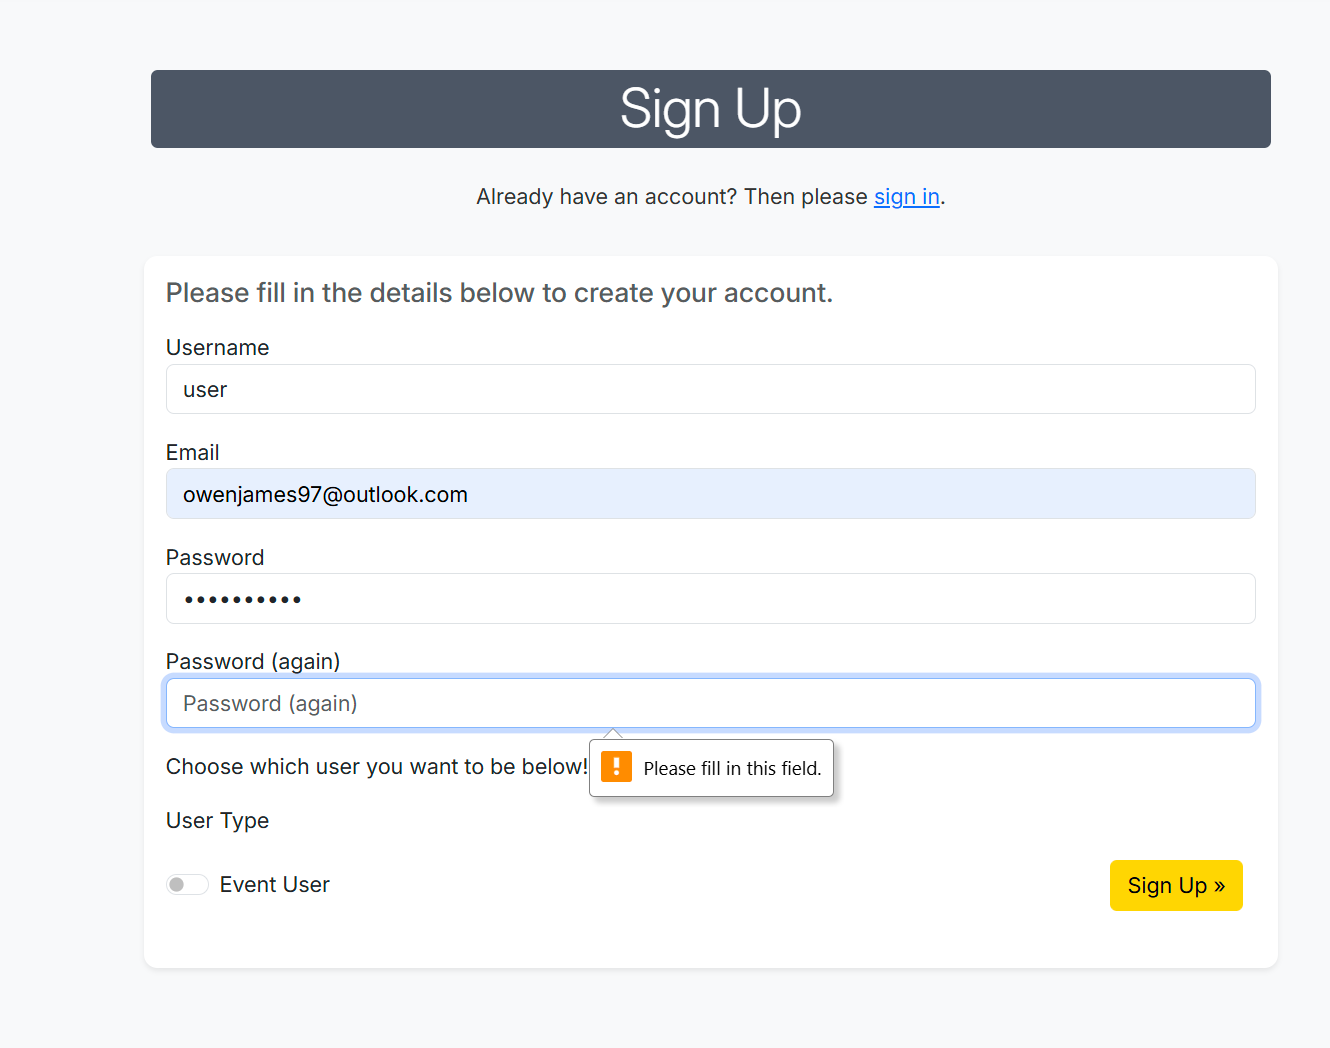 Sign Up
Already have an account? Then please sign in.
Please fill in the details below to create your account.
Username
user
Email
owenjames97@outlook.com
Password
••••••••••
Password (again)
Password (again)
Choose which user you want to be below!
Please fill in this field.
User Type
Event User
Sign Up »